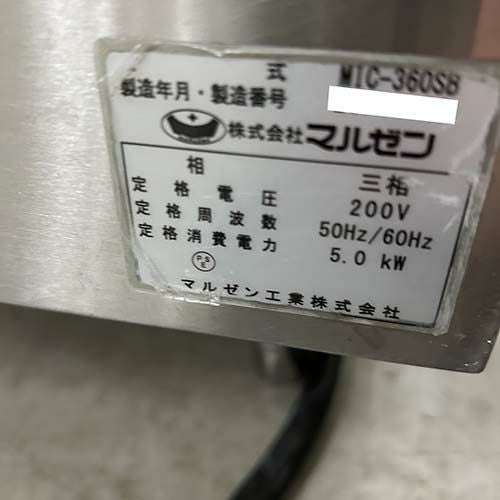 式 MIC-360SB
製造年月・製造番号
株式会社マルゼン
相 三相
定格電圧 200V
定格周波数 50Hz/60Hz
定格消費電力 5.0 kW
PSE
マルゼン工業株式会社